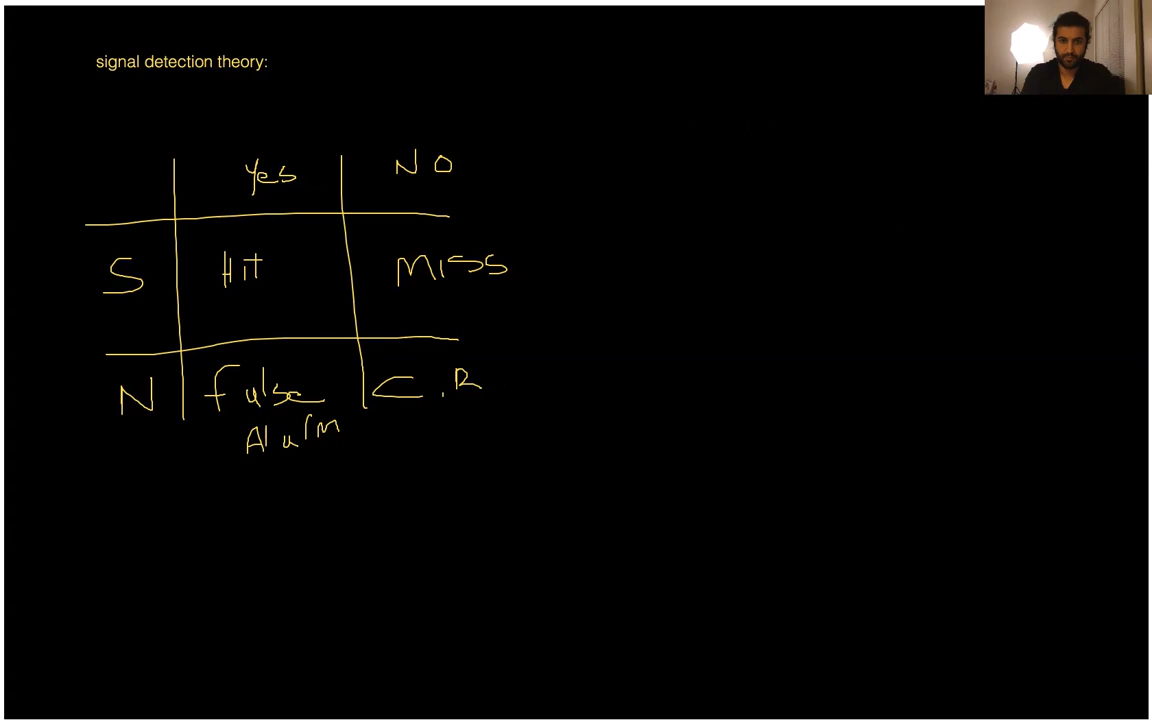 signal detection theory:
Yes NO
S Hit Miss
N False C.R
Alarm